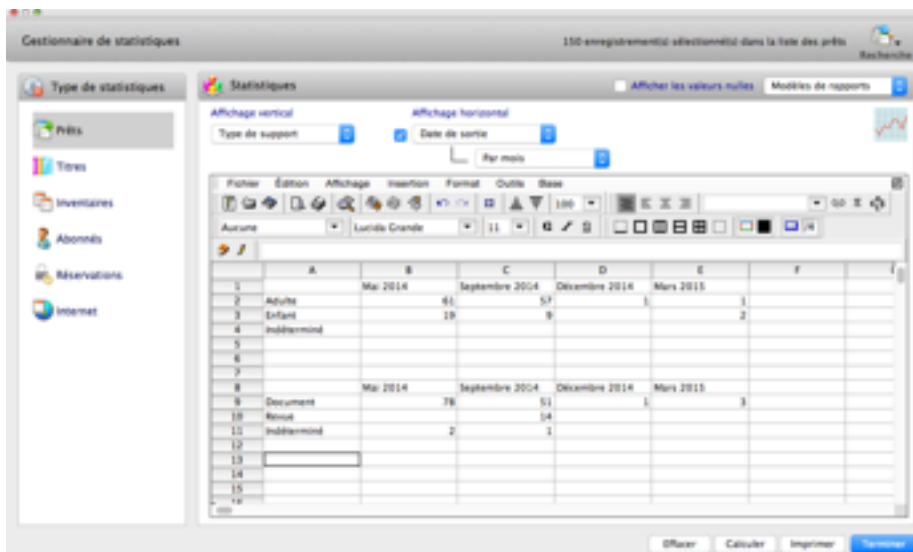 Gestionnaire de statistiques
150 enregistrement(s) sélectionné(s) dans la liste des prêts
Recherche
Type de statistiques
Statistiques
Afficher les valeurs nulles
Modèles de rapports
Prêts
Titres
Inventaires
Abonnés
Réservations
Internet
Affichage vertical
Affichage horizontal
Type de support
Date de sortie
Par mois
Fichier Édition Affichage Insertion Format Outils Base
100
Aucune Lucida Grande 11 G I S
A B C D E F
1 Mai 2014 Septembre 2014 Décembre 2014 Mars 2015
2 Adulte 61 57 1 1
3 Enfant 19 9 2
4 Indéterminé
5
6
7
8 Mai 2014 Septembre 2014 Décembre 2014 Mars 2015
9 Document 78 51 1 3
10 Revue 14
11 Indéterminé 2 1
12
13
14
15
Effacer Calculer Imprimer Terminer